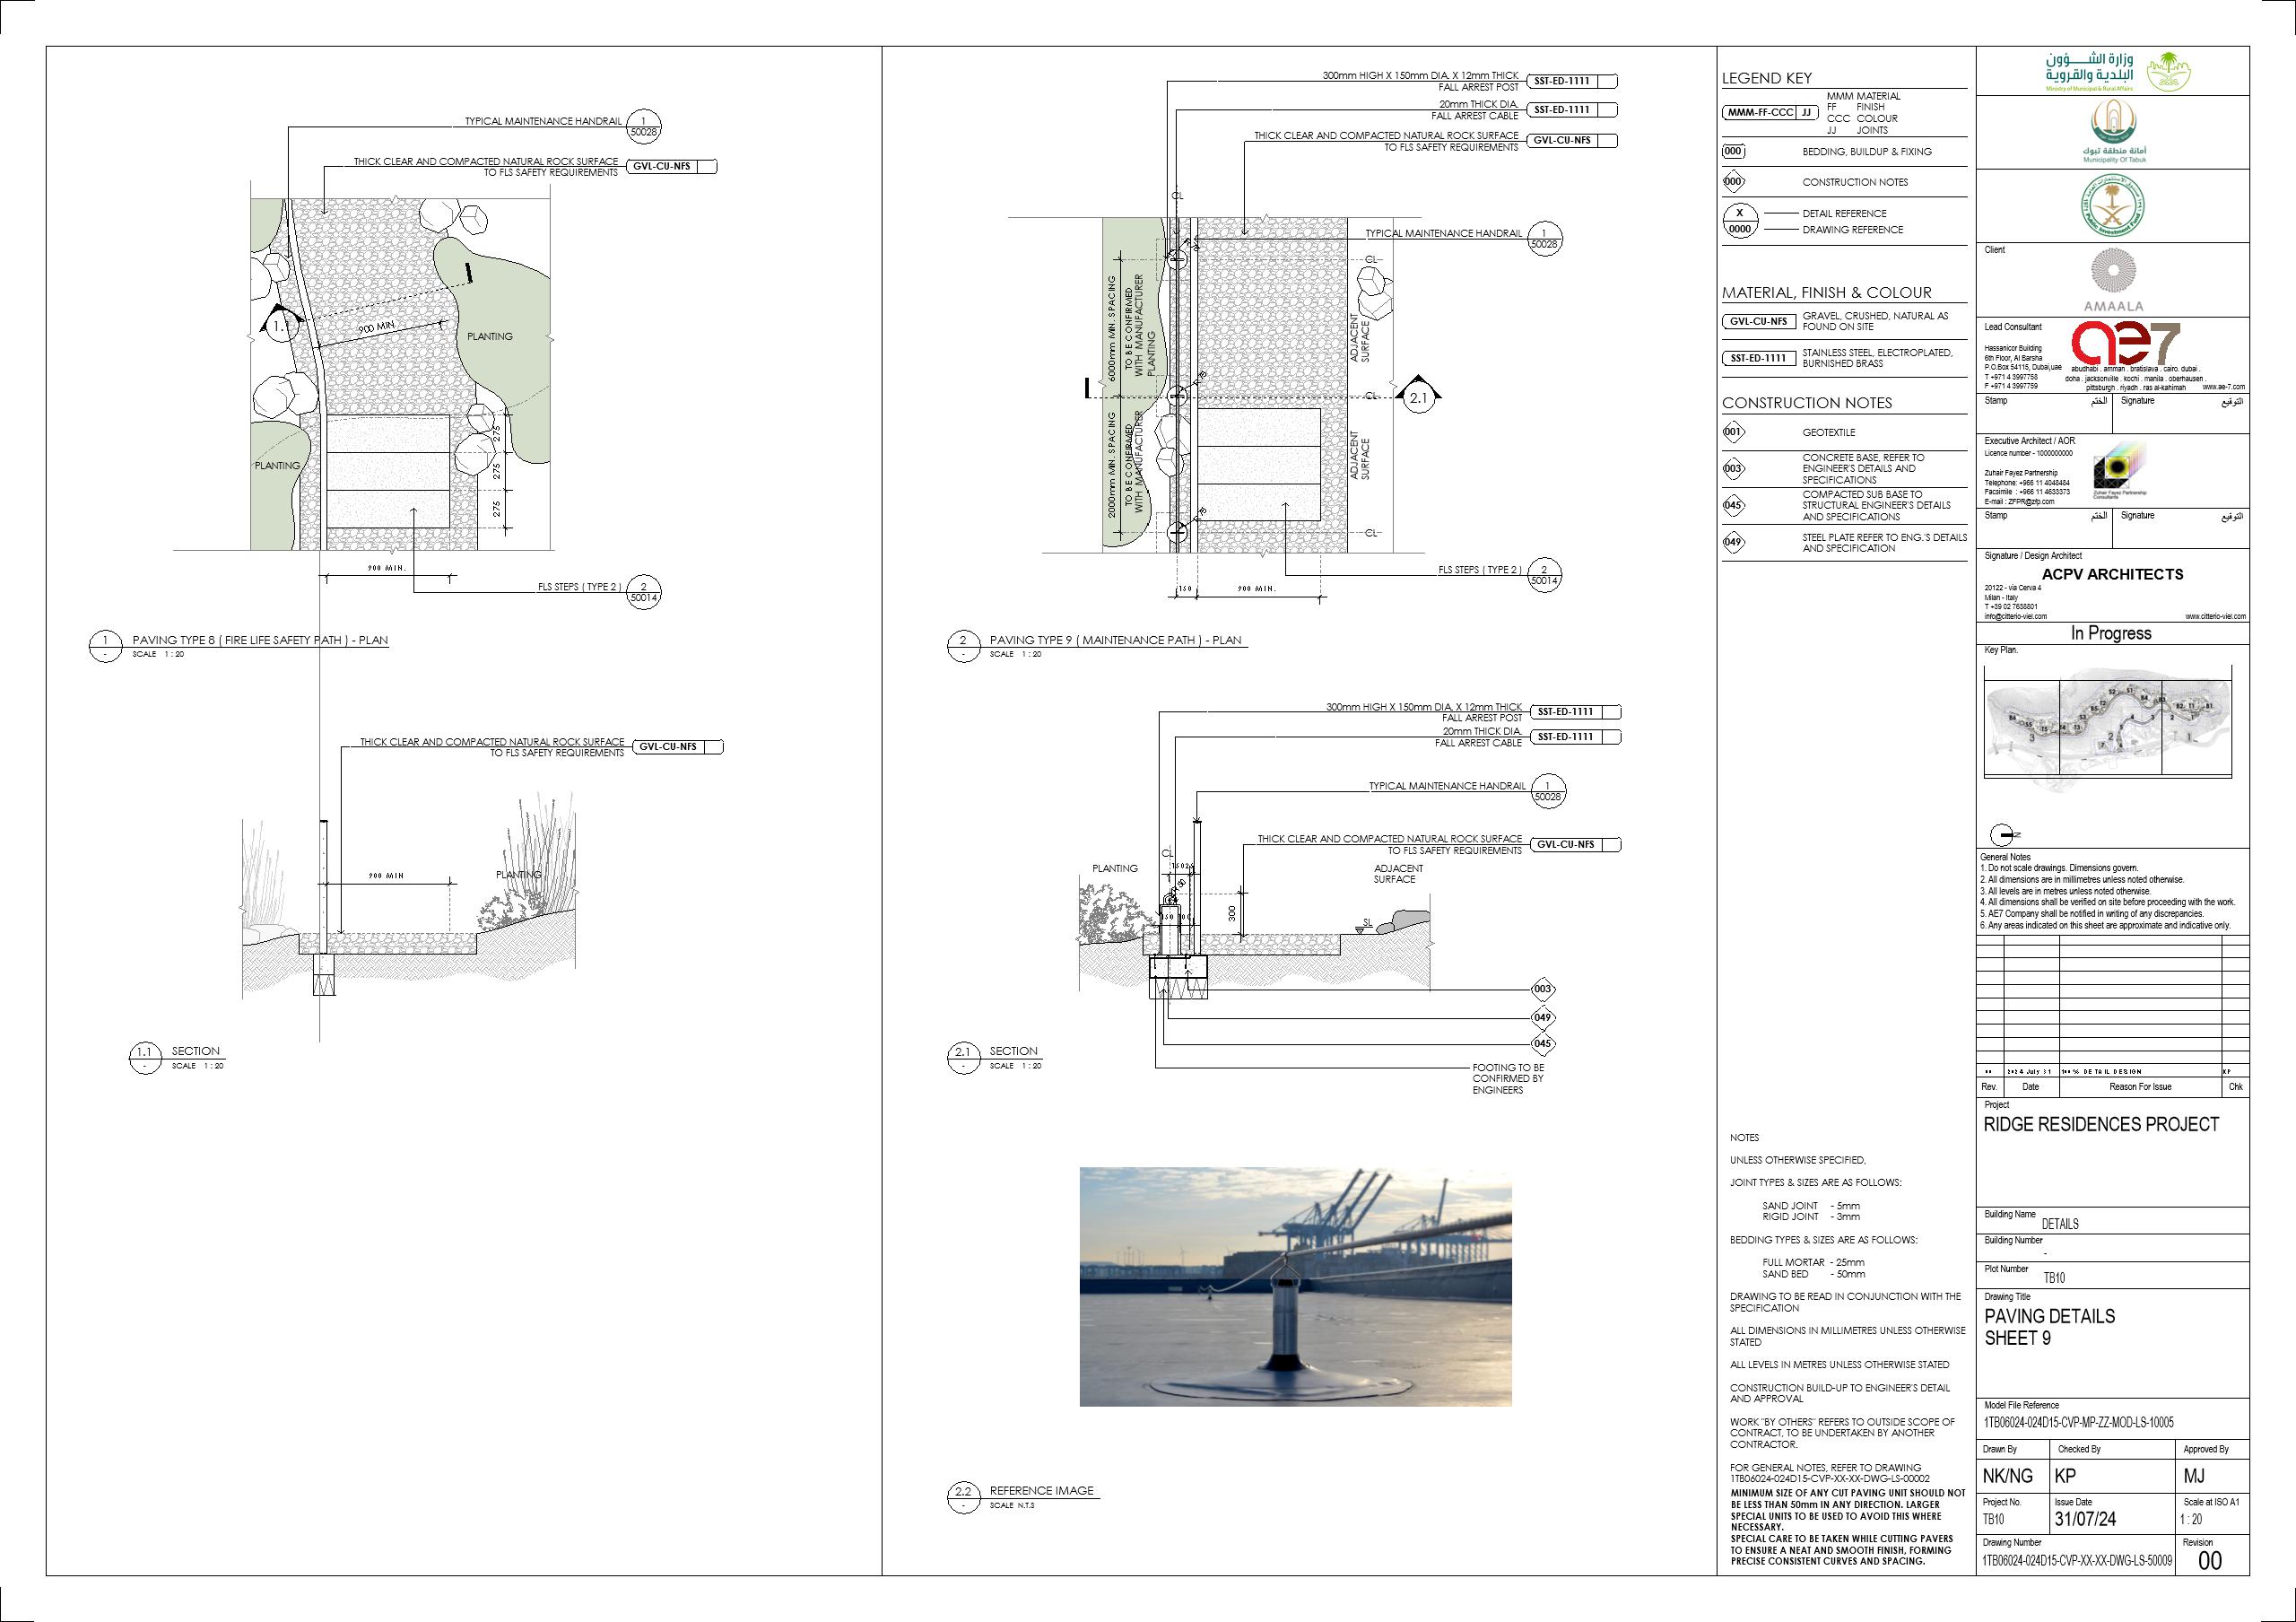 TYPICAL MAINTENANCE HANDRAIL
1
50028
THICK CLEAR AND COMPACTED NATURAL ROCK SURFACE
TO FLS SAFETY REQUIREMENTS
GVL-CU-NFS
1.1
900 MIN
PLANTING
PLANTING
275
275
275
900 MIN.
FLS STEPS ( TYPE 2 )
2
50014
1
-
PAVING TYPE 8 ( FIRE LIFE SAFETY PATH ) - PLAN
SCALE 1 : 20
THICK CLEAR AND COMPACTED NATURAL ROCK SURFACE
TO FLS SAFETY REQUIREMENTS
GVL-CU-NFS
900 MIN
PLANTING
1.1
-
SECTION
SCALE 1 : 20
300mm HIGH X 150mm DIA. X 12mm THICK
FALL ARREST POST
SST-ED-1111
20mm THICK DIA.
FALL ARREST CABLE
SST-ED-1111
THICK CLEAR AND COMPACTED NATURAL ROCK SURFACE
TO FLS SAFETY REQUIREMENTS
GVL-CU-NFS
CL
TYPICAL MAINTENANCE HANDRAIL
1
50028
CL
6000mm MIN. SPACING
TO BE CONFIRMED
WITH MANUFACTURER
PLANTING
ADJACENT
SURFACE
R 75
CL
2.1
2000mm MIN. SPACING
TO BE CONFIRMED
WITH MANUFACTURER
ADJACENT
SURFACE
R 75
CL
150
900 MIN.
FLS STEPS ( TYPE 2 )
2
50014
2
-
PAVING TYPE 9 ( MAINTENANCE PATH ) - PLAN
SCALE 1 : 20
300mm HIGH X 150mm DIA. X 12mm THICK
FALL ARREST POST
SST-ED-1111
20mm THICK DIA.
FALL ARREST CABLE
SST-ED-1111
TYPICAL MAINTENANCE HANDRAIL
1
50028
THICK CLEAR AND COMPACTED NATURAL ROCK SURFACE
TO FLS SAFETY REQUIREMENTS
GVL-CU-NFS
CL
PLANTING
ADJACENT
SURFACE
300
150
100
SL
003
049
045
FOOTING TO BE
CONFIRMED BY
ENGINEERS
2.1
-
SECTION
SCALE 1 : 20
2.2
-
REFERENCE IMAGE
SCALE N.T.S
LEGEND KEY
MMM-FF-CCC JJ
MMM MATERIAL
FF FINISH
CCC COLOUR
JJ JOINTS
000 BEDDING, BUILDUP & FIXING
000 CONSTRUCTION NOTES
X DETAIL REFERENCE
0000 DRAWING REFERENCE
MATERIAL, FINISH & COLOUR
GVL-CU-NFS GRAVEL, CRUSHED, NATURAL AS
FOUND ON SITE
SST-ED-1111 STAINLESS STEEL, ELECTROPLATED,
BURNISHED BRASS
CONSTRUCTION NOTES
001 GEOTEXTILE
003 CONCRETE BASE, REFER TO
ENGINEER'S DETAILS AND
SPECIFICATIONS
045 COMPACTED SUB BASE TO
STRUCTURAL ENGINEER'S DETAILS
AND SPECIFICATIONS
049 STEEL PLATE REFER TO ENG.'S DETAILS
AND SPECIFICATION
NOTES
UNLESS OTHERWISE SPECIFIED,
JOINT TYPES & SIZES ARE AS FOLLOWS:
SAND JOINT - 5mm
RIGID JOINT - 3mm
BEDDING TYPES & SIZES ARE AS FOLLOWS:
FULL MORTAR - 25mm
SAND BED - 50mm
DRAWING TO BE READ IN CONJUNCTION WITH THE
SPECIFICATION
ALL DIMENSIONS IN MILLIMETRES UNLESS OTHERWISE
STATED
ALL LEVELS IN METRES UNLESS OTHERWISE STATED
CONSTRUCTION BUILD-UP TO ENGINEER'S DETAIL
AND APPROVAL
WORK "BY OTHERS" REFERS TO OUTSIDE SCOPE OF
CONTRACT, TO BE UNDERTAKEN BY ANOTHER
CONTRACTOR.
FOR GENERAL NOTES, REFER TO DRAWING
1TB06024-024D15-CVP-XX-XX-DWG-LS-00002
MINIMUM SIZE OF ANY CUT PAVING UNIT SHOULD NOT
BE LESS THAN 50mm IN ANY DIRECTION. LARGER
SPECIAL UNITS TO BE USED TO AVOID THIS WHERE
NECESSARY.
SPECIAL CARE TO BE TAKEN WHILE CUTTING PAVERS
TO ENSURE A NEAT AND SMOOTH FINISH, FORMING
PRECISE CONSISTENT CURVES AND SPACING.
وزارة الشؤون
البلدية والقروية
Ministry of Municipal & Rural Affairs
أمانة منطقة تبوك
Municipality Of Tabuk
Public Investment Fund
Client
AMAALA
Lead Consultant
ae7
Hassanicor Building
6th Floor, Al Barsha
P.O.Box 54115, Dubai,uae
T +971 4 3997758
F +971 4 3997759
abudhabi . amman . bratislava . cairo. dubai .
doha . jacksonville . kochi . manila . oberhausen .
pittsburgh . riyadh . ras al-kahimah
www.ae-7.com
Stamp الختم Signature التوقيع
Executive Architect / AOR
Licence number - 1000000000
Zuhair Fayez Partnership
Telephone: +966 11 4048484
Facsimile : +966 11 4633373
E-mail : ZFPR@zfp.com
Zuhair Fayez Partnership
Consultants
Stamp الختم Signature التوقيع
Signature / Design Architect
ACPV ARCHITECTS
20122 - via Cerva 4
Milan - Italy
T +39 02 7638801
info@citterio-viel.com
www.citterio-viel.com
In Progress
Key Plan.
N
General Notes
1. Do not scale drawings. Dimensions govern.
2. All dimensions are in millimetres unless noted otherwise.
3. All levels are in metres unless noted otherwise.
4. All dimensions shall be verified on site before proceeding with the work.
5. AE7 Company shall be notified in writing of any discrepancies.
6. Any areas indicated on this sheet are approximate and indicative only.
00 2024 July 31 100% DETAIL DESIGN KP
Rev. Date Reason For Issue Chk
Project
RIDGE RESIDENCES PROJECT
Building Name
DETAILS
Building Number
-
Plot Number
TB10
Drawing Title
PAVING DETAILS
SHEET 9
Model File Reference
1TB06024-024D15-CVP-MP-ZZ-MOD-LS-10005
Drawn By Checked By Approved By
NK/NG KP MJ
Project No. Issue Date Scale at ISO A1
TB10 31/07/24 1 : 20
Drawing Number Revision
1TB06024-024D15-CVP-XX-XX-DWG-LS-50009 00